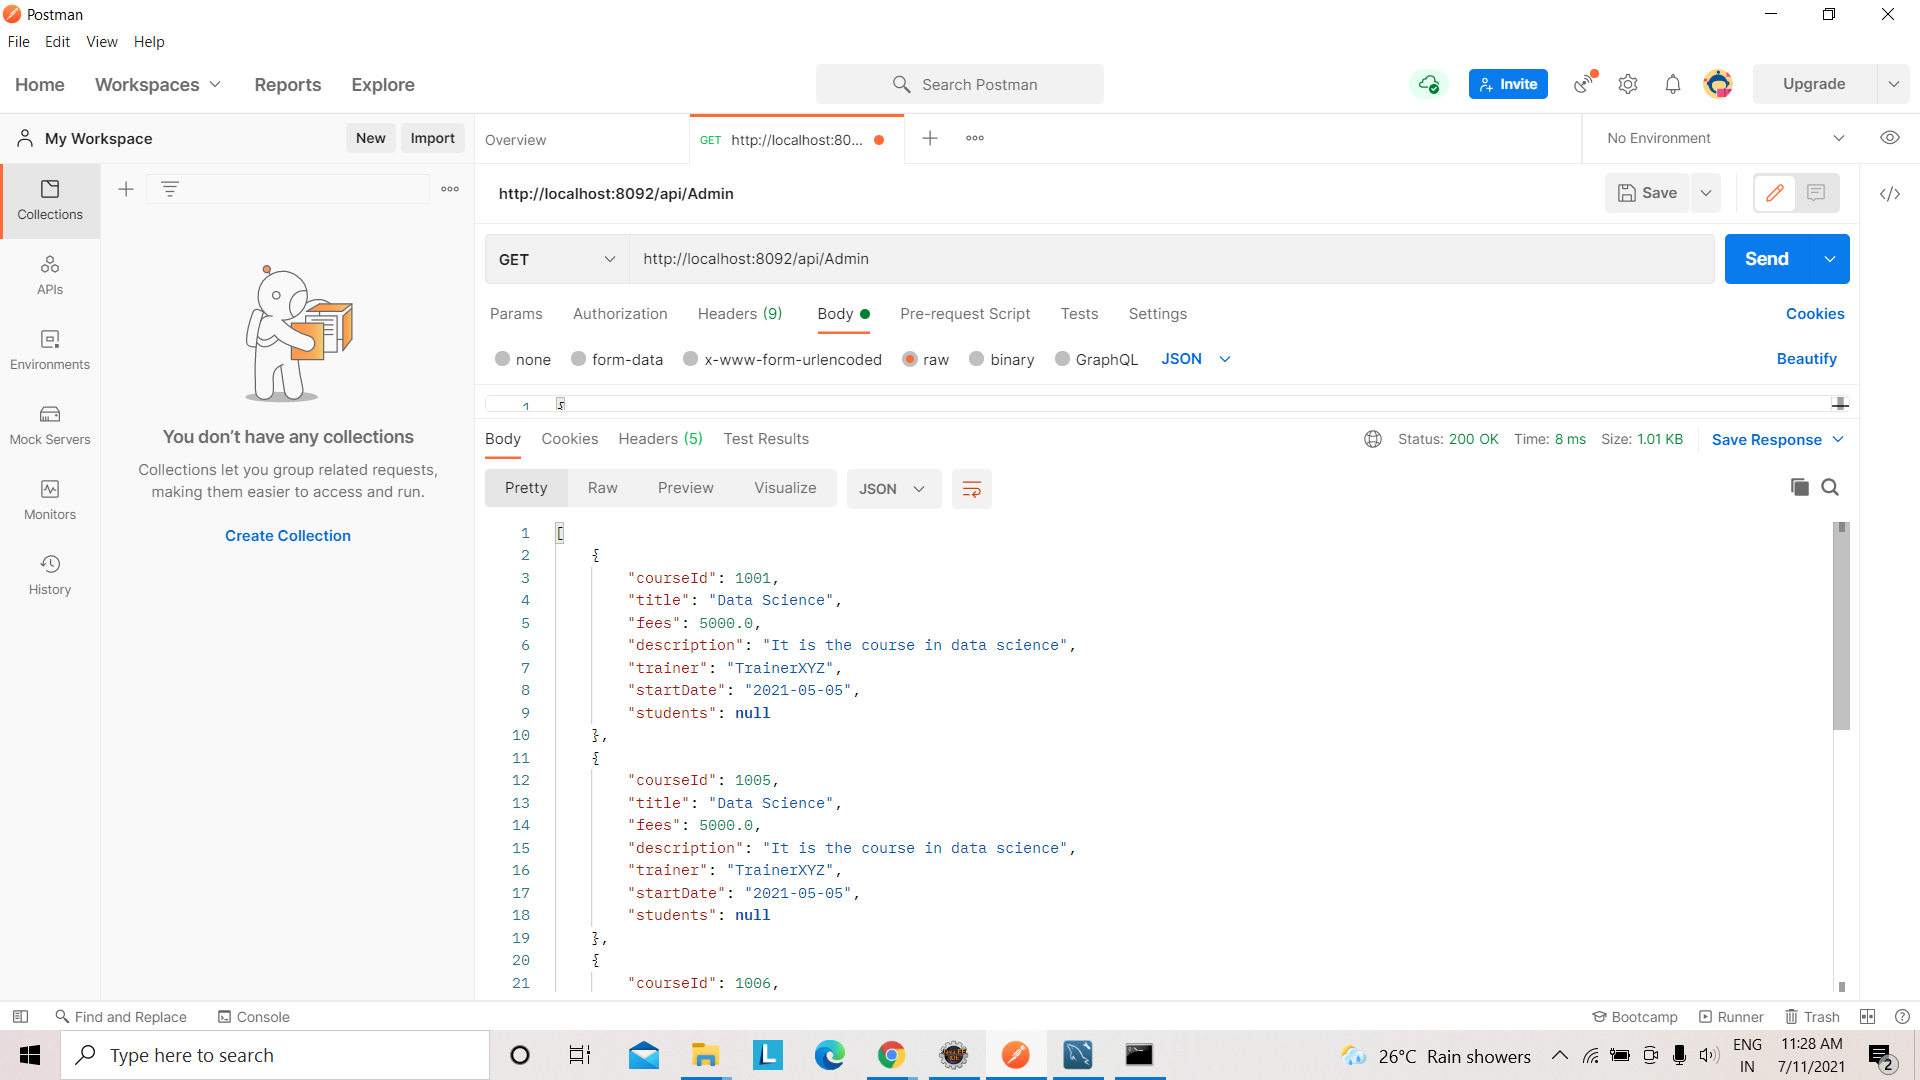 Postman
File Edit View Help
Home Workspaces Reports Explore
Search Postman
Invite
Upgrade
My Workspace
New Import
Overview
GET http://localhost:80...
No Environment
Collections
APIs
Environments
Mock Servers
Monitors
History
You don't have any collections
Collections let you group related requests,
making them easier to access and run.
Create Collection
http://localhost:8092/api/Admin
Save
GET http://localhost:8092/api/Admin
Send
Params Authorization Headers (9) Body Pre-request Script Tests Settings
Cookies
none form-data x-www-form-urlencoded raw binary GraphQL JSON
Beautify
1 {
Body Cookies Headers (5) Test Results
Status: 200 OK Time: 8 ms Size: 1.01 KB
Save Response
Pretty Raw Preview Visualize JSON
1 [
2 {
3 "courseId": 1001,
4 "title": "Data Science",
5 "fees": 5000.0,
6 "description": "It is the course in data science",
7 "trainer": "TrainerXYZ",
8 "startDate": "2021-05-05",
9 "students": null
10 },
11 {
12 "courseId": 1005,
13 "title": "Data Science",
14 "fees": 5000.0,
15 "description": "It is the course in data science",
16 "trainer": "TrainerXYZ",
17 "startDate": "2021-05-05",
18 "students": null
19 },
20 {
21 "courseId": 1006,
Find and Replace Console
Bootcamp Runner Trash
Type here to search
L
26°C Rain showers
ENG
IN
11:28 AM
7/11/2021
2